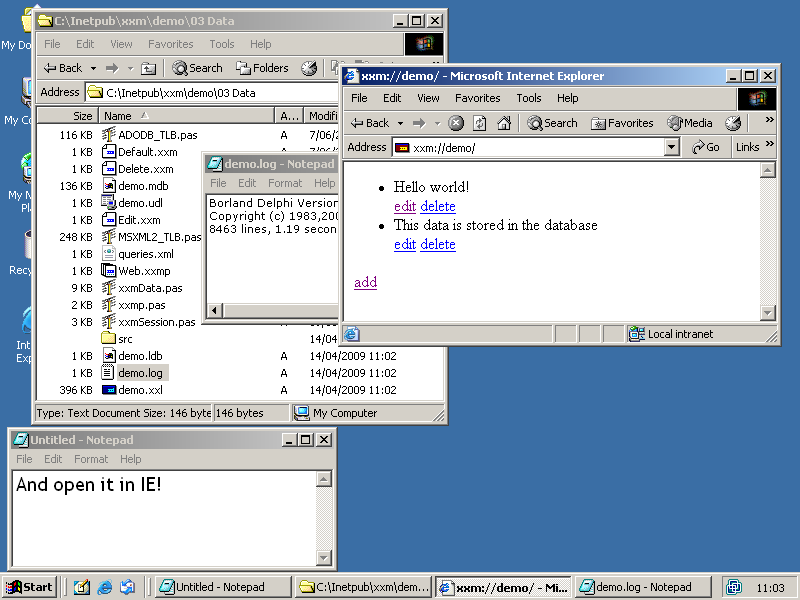 My Do
My Co
My N
Pl
Recy
Int
Exp
C:\Inetpub\xxm\demo\03 Data
File Edit View Favorites Tools Help
Back Search Folders
Address C:\Inetpub\xxm\demo\03 Data
Size Name A... Modifi
116 KB ADODB_TLB.pas A 7/06/
1 KB Default.xxm
1 KB Delete.xxm
136 KB demo.mdb
1 KB demo.udl
1 KB Edit.xxm
248 KB MSXML2_TLB.pas
1 KB queries.xml
1 KB Web.xxmp
9 KB xxmData.pas
2 KB xxmp.pas
3 KB xxmSession.pas
src 14/04
1 KB demo.ldb A 14/04/2009 11:02
1 KB demo.log A 14/04/2009 11:02
396 KB demo.xxl A 14/04/2009 11:02
Type: Text Document Size: 146 byte 146 bytes My Computer
demo.log - Notepad
File Edit Format Help
Borland Delphi Version
Copyright (c) 1983,200
8463 lines, 1.19 secon
xxm://demo/ - Microsoft Internet Explorer
File Edit View Favorites Tools Help
Back Search Favorites Media
Address xxm://demo/ Go Links
Hello world!
edit delete
This data is stored in the database
edit delete
add
Local intranet
Untitled - Notepad
File Edit Format Help
And open it in IE!
Start Untitled - Notepad C:\Inetpub\xxm\dem... xxm://demo/ - Mi... demo.log - Notepad 11:03